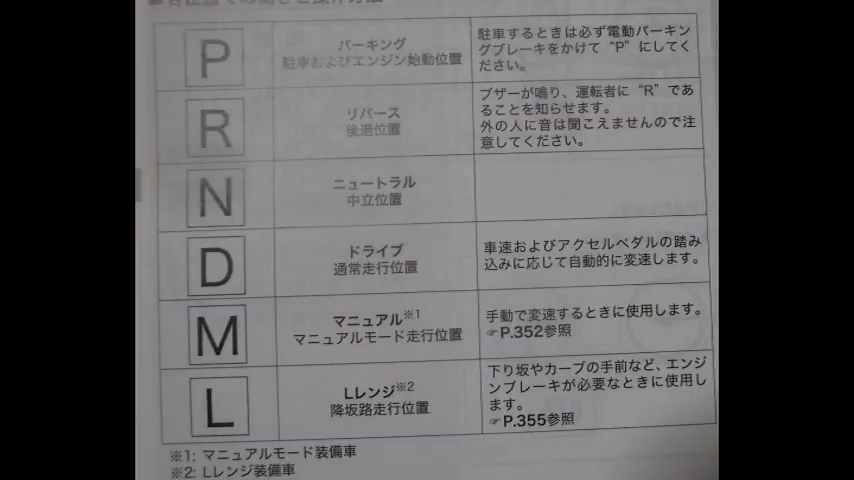 P
パーキング
駐車およびエンジン始動位置
駐車するときは必ず電動パーキ
ングブレーキをかけて“P”にしてく
ださい。
R
リバース
後退位置
ブザーが鳴り、運転者に“R”であ
ることを知らせます。
外の人に音は聞こえませんので注
意してください。
N
ニュートラル
中立位置
D
ドライブ
通常走行位置
車速およびアクセルペダルの踏み
込みに応じて自動的に変速します。
M
マニュアル※1
マニュアルモード走行位置
手動で変速するときに使用します。
☞P.352参照
L
Lレンジ※2
降坂路走行位置
下り坂やカーブの手前など、エンジ
ンブレーキが必要なときに使用し
ます。
☞P.355参照
※1: マニュアルモード装備車
※2: Lレンジ装備車